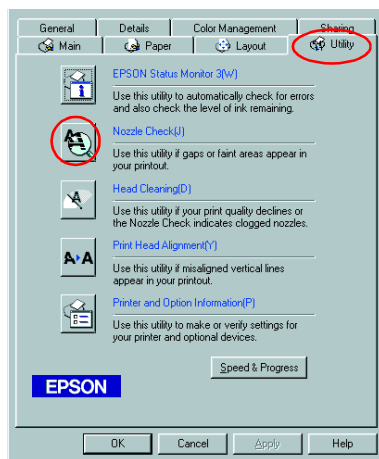 General Details Color Management Sharing
Main Paper Layout Utility
EPSON Status Monitor 3(W)
Use this utility to automatically check for errors
and also check the level of ink remaining.
Nozzle Check(J)
Use this utility if gaps or faint areas appear in
your printout.
Head Cleaning(D)
Use this utility if your print quality declines or
the Nozzle Check indicates clogged nozzles.
Print Head Alignment(Y)
Use this utility if misaligned vertical lines
appear in your printout.
Printer and Option Information(P)
Use this utility to make or verify settings for
your printer and optional devices.
Speed & Progress
EPSON
OK Cancel Apply Help